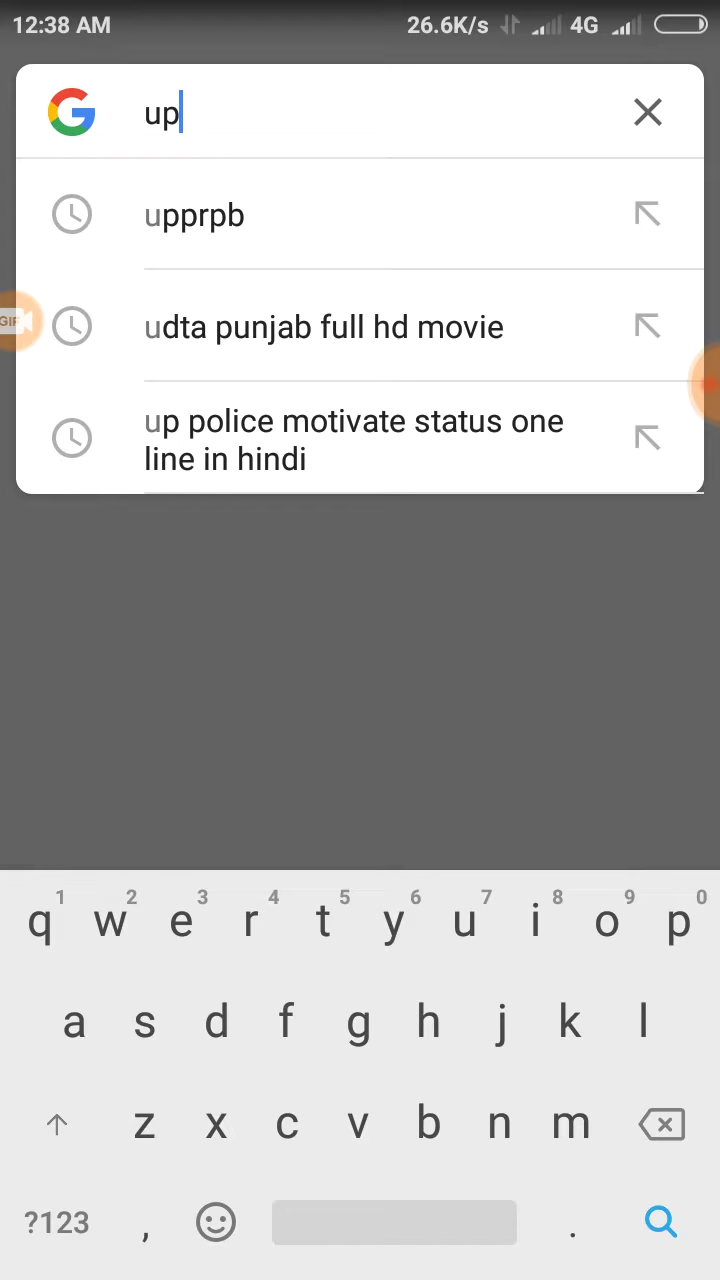 12:38 AM 26.6K/s 4G
up
upprpb
GIF
udta punjab full hd movie
up police motivate status one
line in hindi
1 2 3 4 5 6 7 8 9 0
q w e r t y u i o p
a s d f g h j k l
z x c v b n m
?123 , .